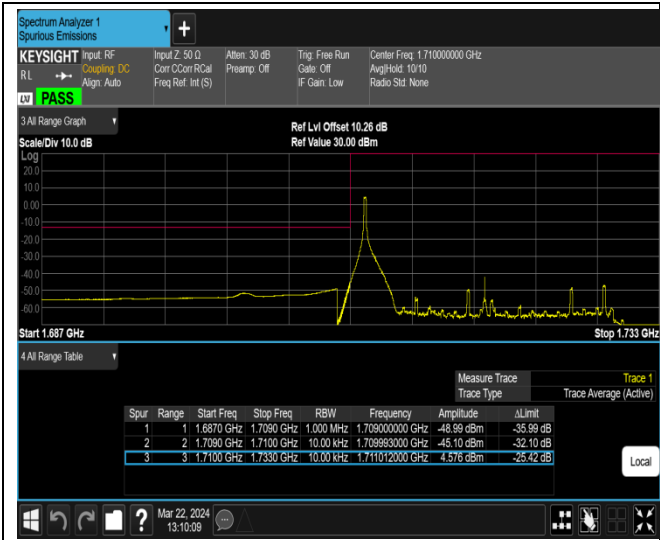 Spectrum Analyzer 1
Spurious Emissions
+
KEYSIGHT Input: RF Input Z: 50 Ω Atten: 30 dB Trig: Free Run Center Freq: 1.710000000 GHz
RL Coupling: DC Corr CCorr RCal Preamp: Off Gate: Off Avg|Hold: 10/10
Align: Auto Freq Ref: Int (S) IF Gain: Low Radio Std: None
LXI PASS
3 All Range Graph
Ref Lvl Offset 10.26 dB
Scale/Div 10.0 dB Ref Value 30.00 dBm
Log
20.0
10.0
0.00
-10.0
-20.0
-30.0
-40.0
-50.0
-60.0
Start 1.687 GHz Stop 1.733 GHz
4 All Range Table
Measure Trace Trace 1
Trace Type Trace Average (Active)
Spur Range Start Freq Stop Freq RBW Frequency Amplitude ΔLimit
1 1 1.6870 GHz 1.7090 GHz 1.000 MHz 1.709000000 GHz -48.99 dBm -35.99 dB
2 2 1.7090 GHz 1.7100 GHz 10.00 kHz 1.709993000 GHz -45.10 dBm -32.10 dB
3 3 1.7100 GHz 1.7330 GHz 10.00 kHz 1.711012000 GHz 4.576 dBm -25.42 dB
Local
? Mar 22, 2024
13:10:09